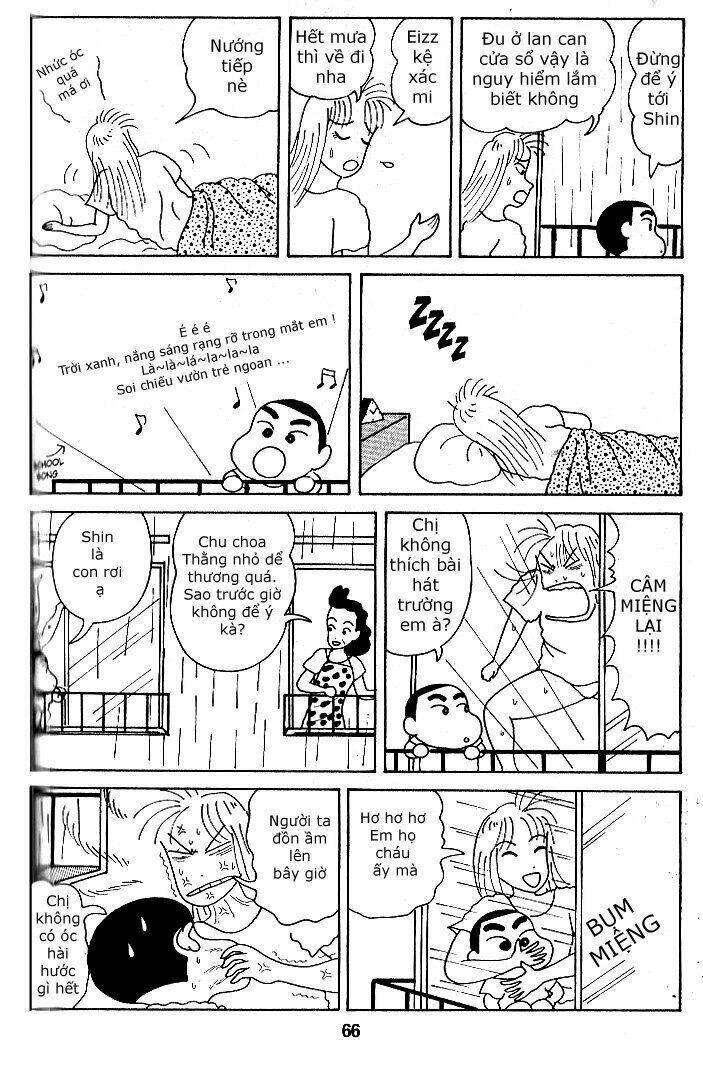 Nhức óc
quá
má ơi
Nướng
tiếp
nè
Hết mưa
thì về đi
nha
Eizz
kệ
xác
mi
Đu ở lan can
cửa sổ vậy là
nguy hiểm lắm
biết không
Đừng
để ý
tới
Shin
É é é
Trời xanh, nắng sáng rạng rỡ trong mắt em !
Là~là~lá~la~la~la
Soi chiếu vườn trẻ ngoan ...
SCHOOL
SONG
ZZZZ
Shin
là
con rơi
ạ
Chu choa
Thằng nhỏ dể
thương quá.
Sao trước giờ
không để ý
kà?
Chị
không
thích bài
hát
trường
em à?
CÂM
MIỆNG
LẠI
!!!!
Chị
không
có óc
hài
hước
gì hết
Người ta
đồn ầm
lên
bây giờ
Hơ hơ hơ
Em họ
cháu
ấy mà
BỤM
MIỆNG
66